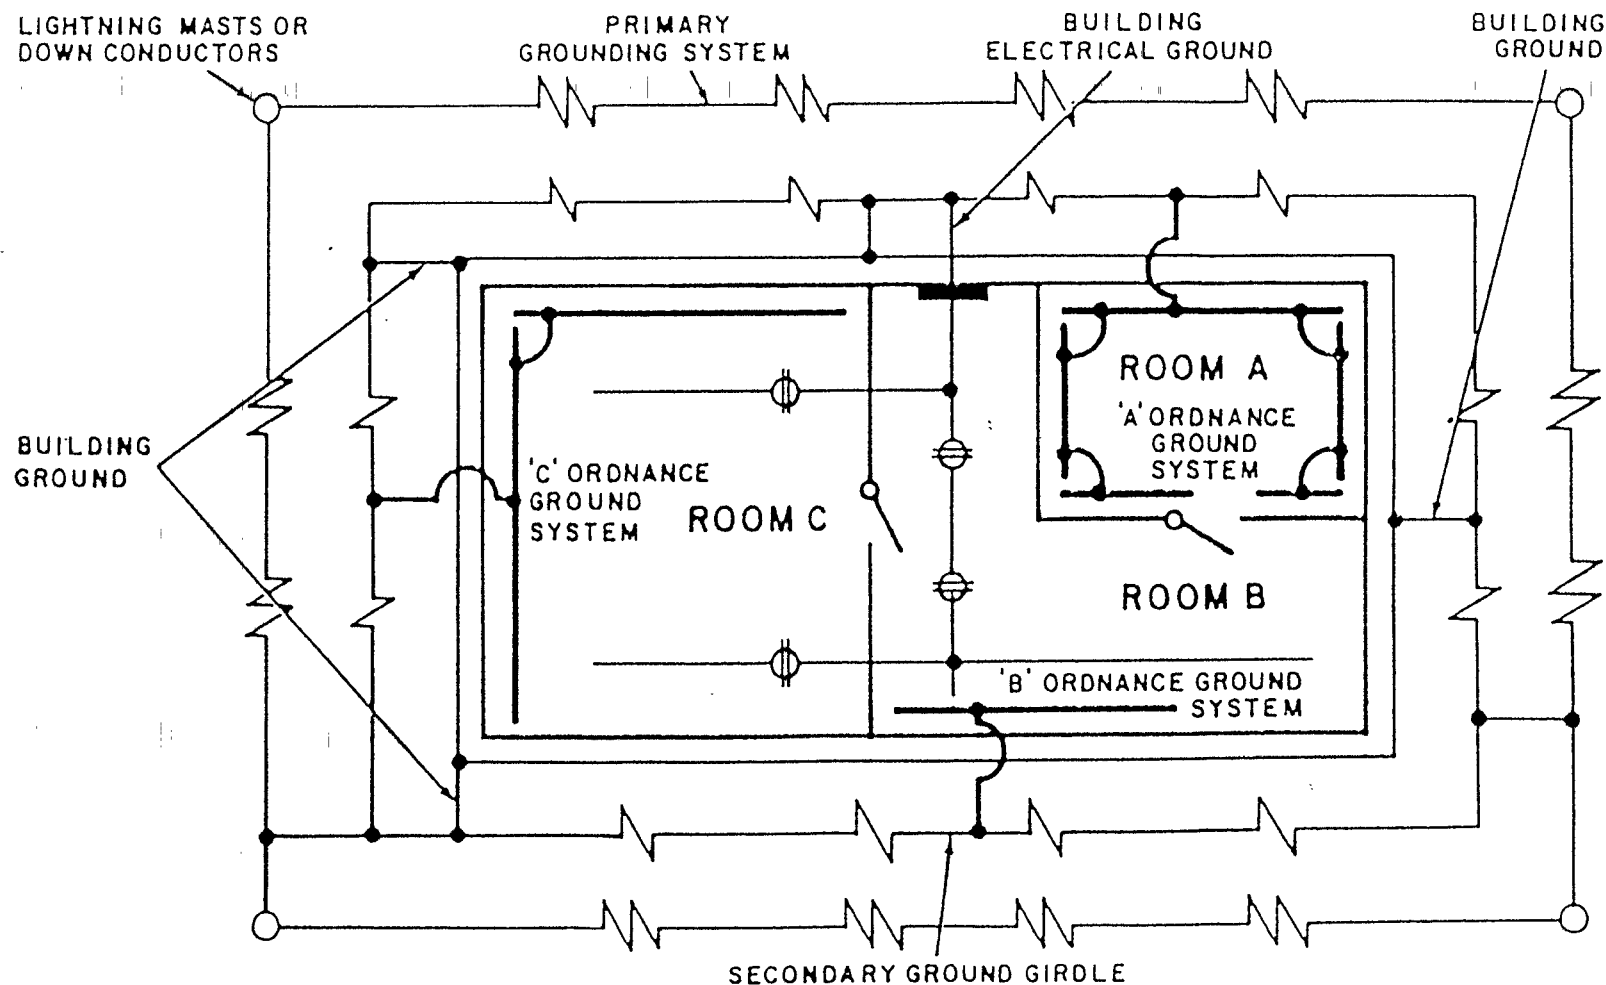 LIGHTNING MASTS OR
DOWN CONDUCTORS
PRIMARY
GROUNDING SYSTEM
BUILDING
ELECTRICAL GROUND
BUILDING
GROUND
ROOM A
'A' ORDNANCE
GROUND
SYSTEM
BUILDING
GROUND
'C' ORDNANCE
GROUND
SYSTEM
ROOM C
ROOM B
'B' ORDNANCE GROUND
SYSTEM
SECONDARY GROUND GIRDLE